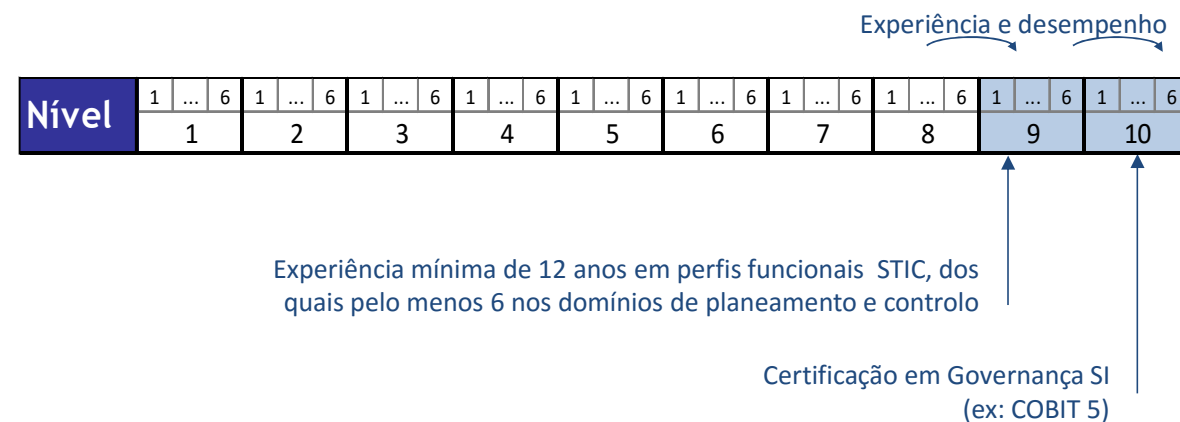 Experiência e desempenho
Nível 1 ... 6 1 ... 6 1 ... 6 1 ... 6 1 ... 6 1 ... 6 1 ... 6 1 ... 6 1 ... 6 1 ... 6
1 2 3 4 5 6 7 8 9 10
Experiência mínima de 12 anos em perfis funcionais STIC, dos
quais pelo menos 6 nos domínios de planeamento e controlo
Certificação em Governança SI
(ex: COBIT 5)